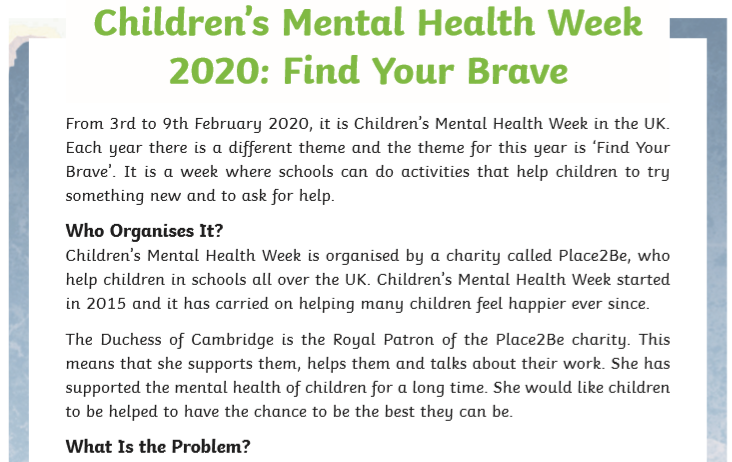 Children’s Mental Health Week
2020: Find Your Brave
From 3rd to 9th February 2020, it is Children’s Mental Health Week in the UK.
Each year there is a different theme and the theme for this year is ‘Find Your
Brave’. It is a week where schools can do activities that help children to try
something new and to ask for help.
Who Organises It?
Children’s Mental Health Week is organised by a charity called Place2Be, who
help children in schools all over the UK. Children’s Mental Health Week started
in 2015 and it has carried on helping many children feel happier ever since.
The Duchess of Cambridge is the Royal Patron of the Place2Be charity. This
means that she supports them, helps them and talks about their work. She has
supported the mental health of children for a long time. She would like children
to be helped to have the chance to be the best they can be.
What Is the Problem?